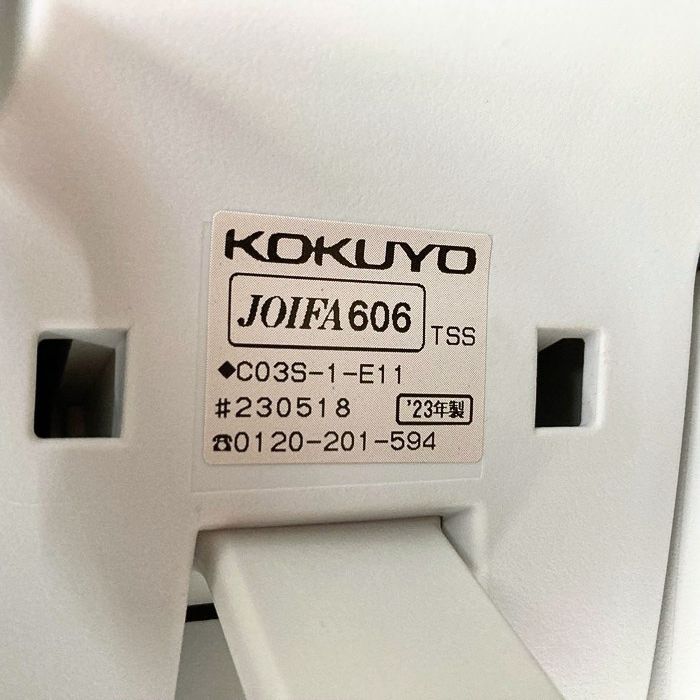 KOKUYO
JOIFA606 TSS
◆C03S-1-E11
#230518 '23年製
☎0120-201-594